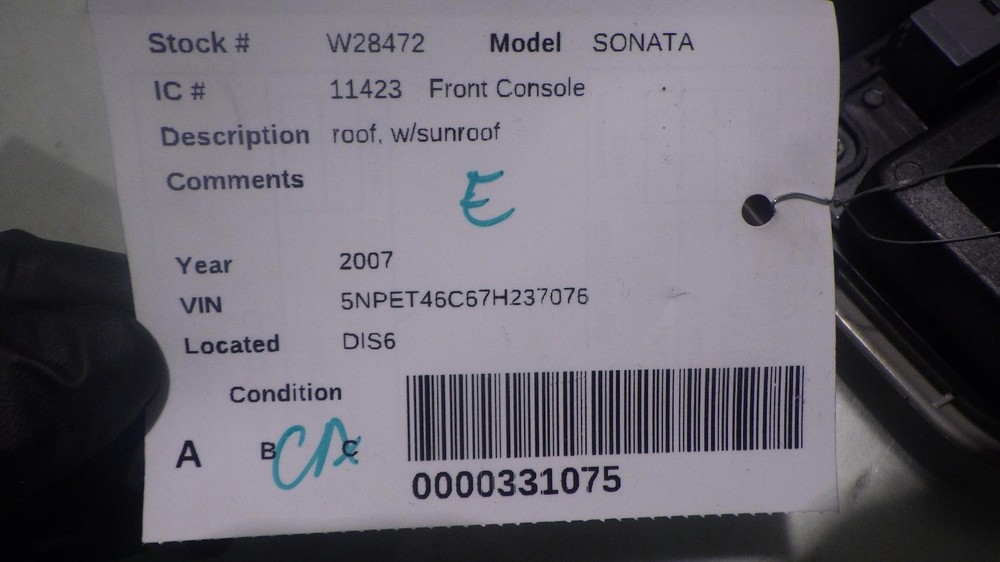 Stock # W28472 Model SONATA
IC # 11423 Front Console
Description roof, w/sunroof
Comments
E
Year 2007
VIN 5NPET46C67H237076
Located DIS6
Condition
A B C
0000331075